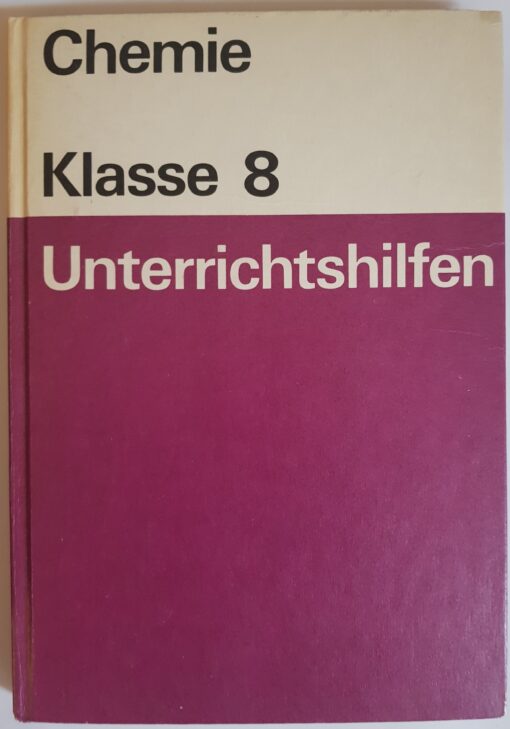 Chemie
Klasse 8
Unterrichtshilfen